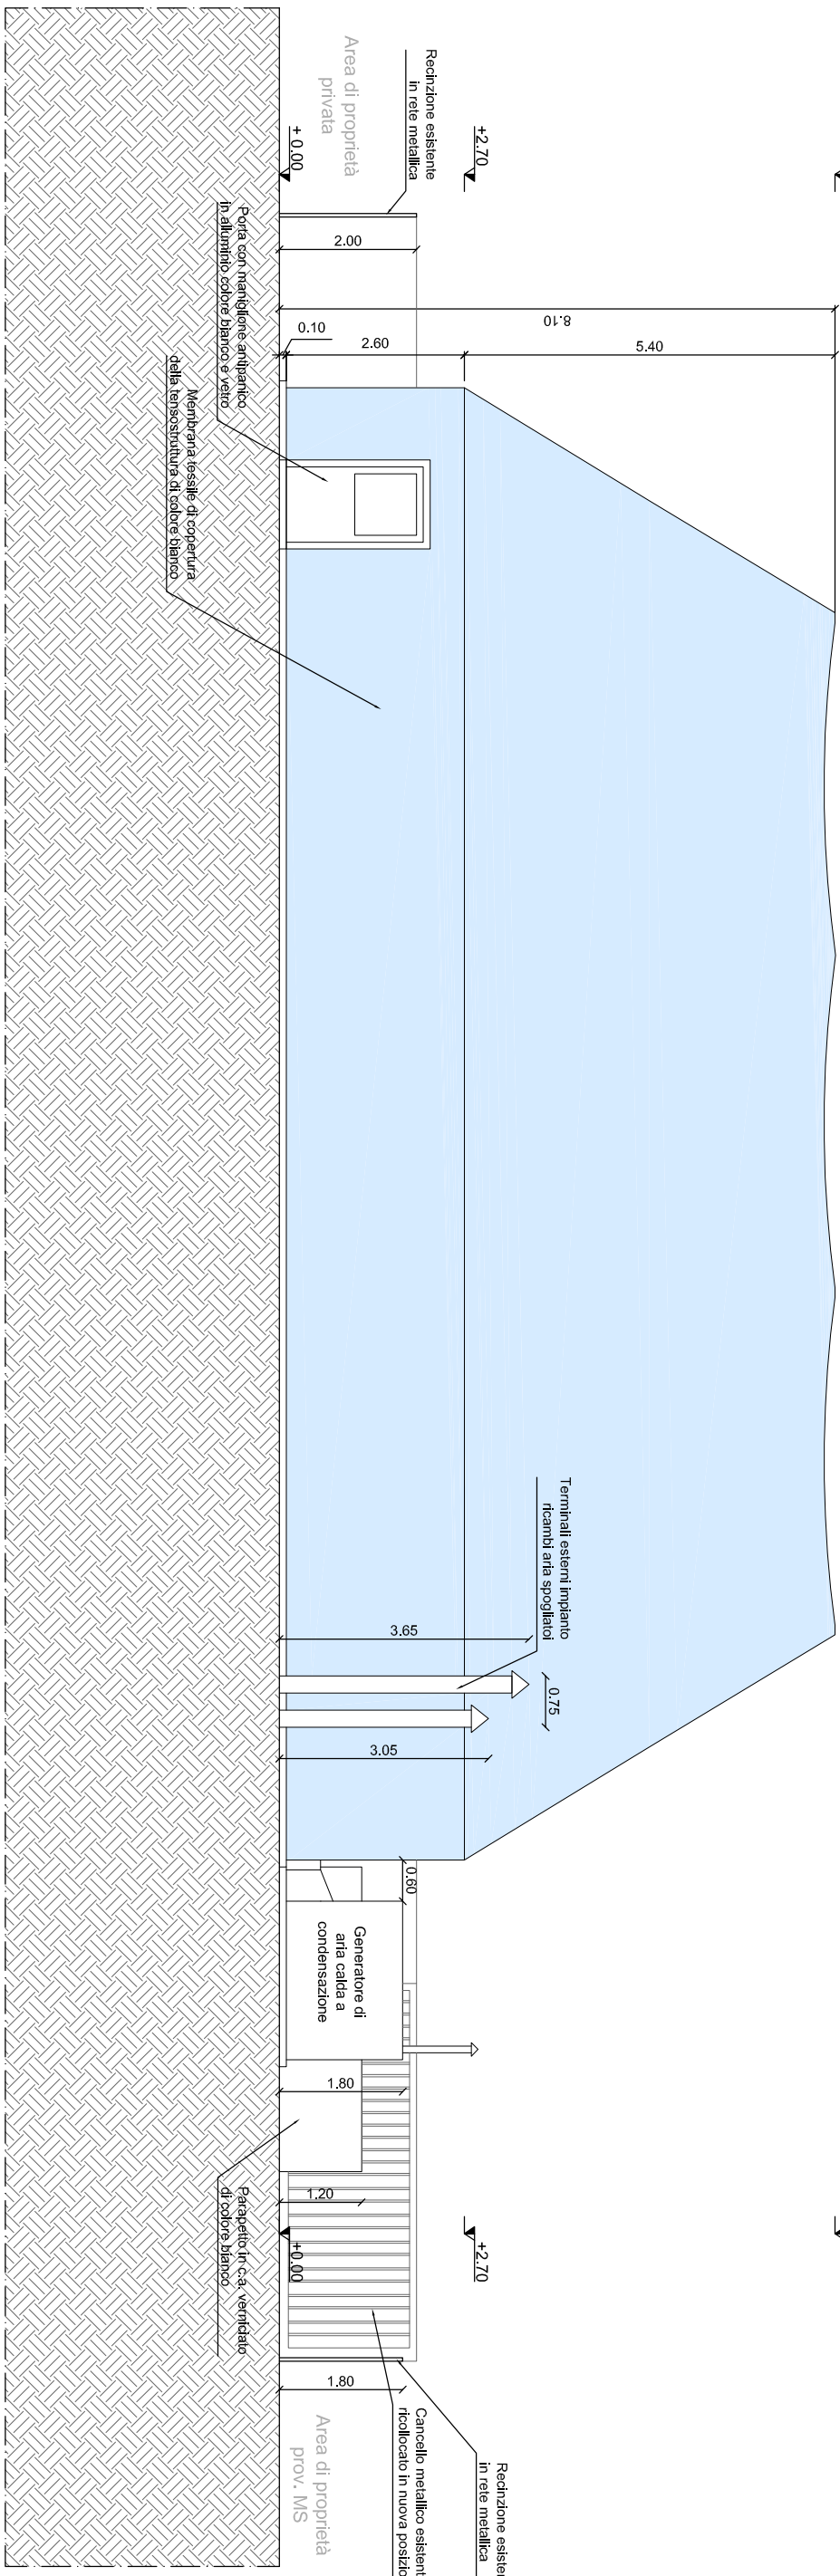 Area di proprietà
privata
Recinzione esistente
in rete metallica
+ 0.00
+2.70
2.00
8.10
0.10
2.60
5.40
Porta con maniglione antipanico
in alluminio colore bianco e vetro
Membrana tessile di copertura
della tensostruttura di colore bianco
Terminali esterni impianto
ricambi aria spogliatoi
3.65
0.75
3.05
0.60
Generatore di
aria calda a
condensazione
1.80
1.20
Parapetto in c.a. verniciato
di colore bianco
+0.00
+2.70
1.80
Area di proprietà
prov. MS
Cancello metallico esistent
ricollocato in nuova posizio
Recinzione esister
in rete metallica